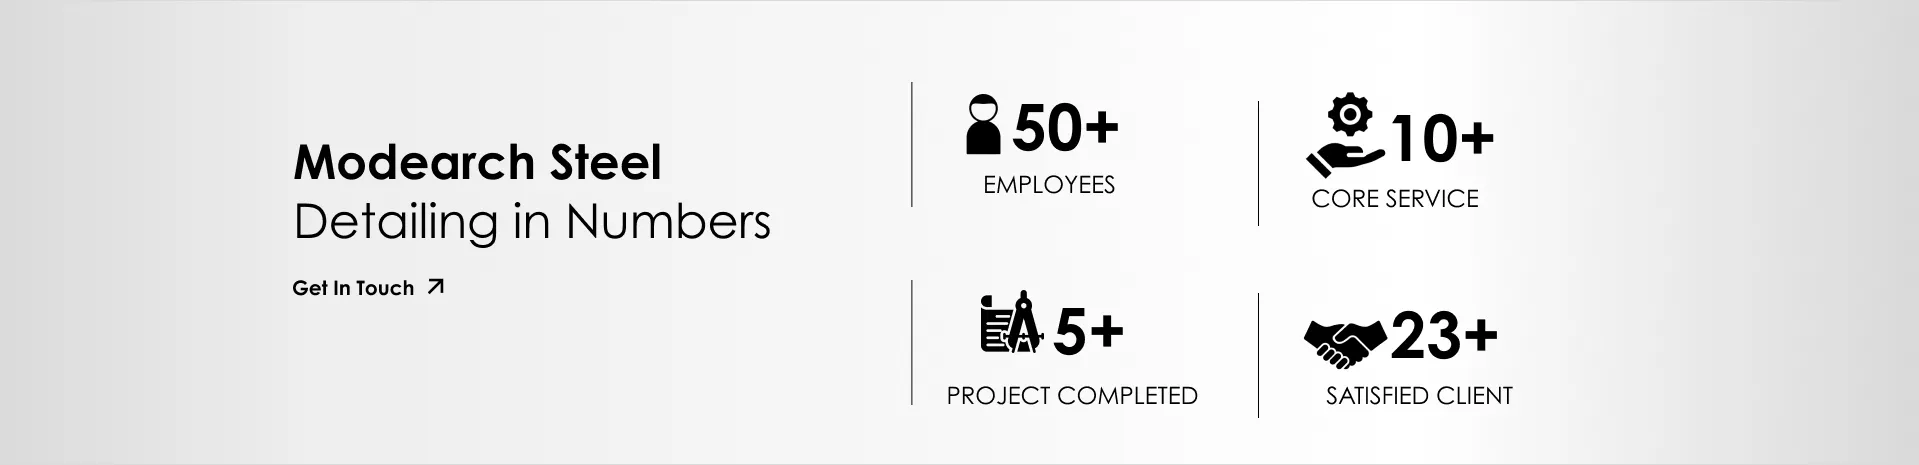 Modearch Steel
Detailing in Numbers
Get In Touch
50+
EMPLOYEES
10+
CORE SERVICE
5+
PROJECT COMPLETED
23+
SATISFIED CLIENT